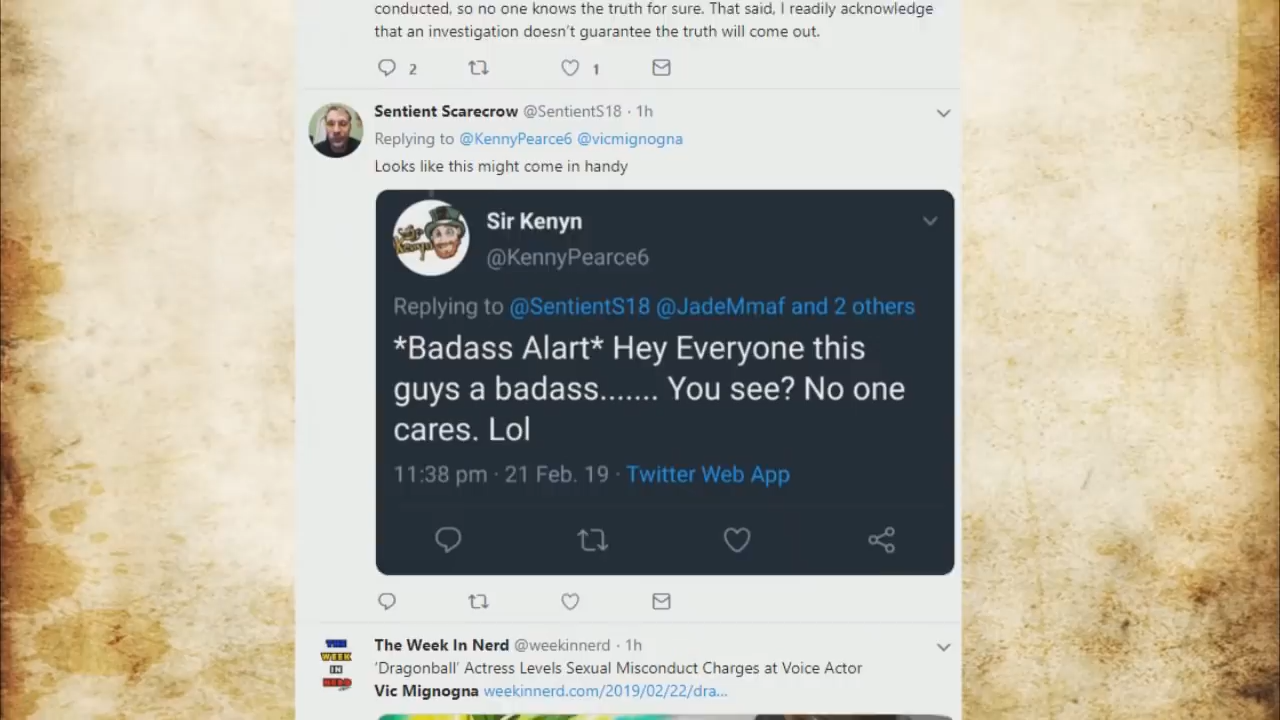 conducted, so no one knows the truth for sure. That said, I readily acknowledge
that an investigation doesn't guarantee the truth will come out.
2 1
Sentient Scarecrow @SentientS18 · 1h
Replying to @KennyPearce6 @vicmignogna
Looks like this might come in handy
Sir Kenyn
@KennyPearce6
Replying to @SentientS18 @JadeMmaf and 2 others
*Badass Alart* Hey Everyone this
guys a badass....... You see? No one
cares. Lol
11:38 pm · 21 Feb. 19 · Twitter Web App
THE
WEEK
IN
NERD
The Week In Nerd @weekinnerd · 1h
'Dragonball' Actress Levels Sexual Misconduct Charges at Voice Actor
Vic Mignogna weekinnerd.com/2019/02/22/dra...